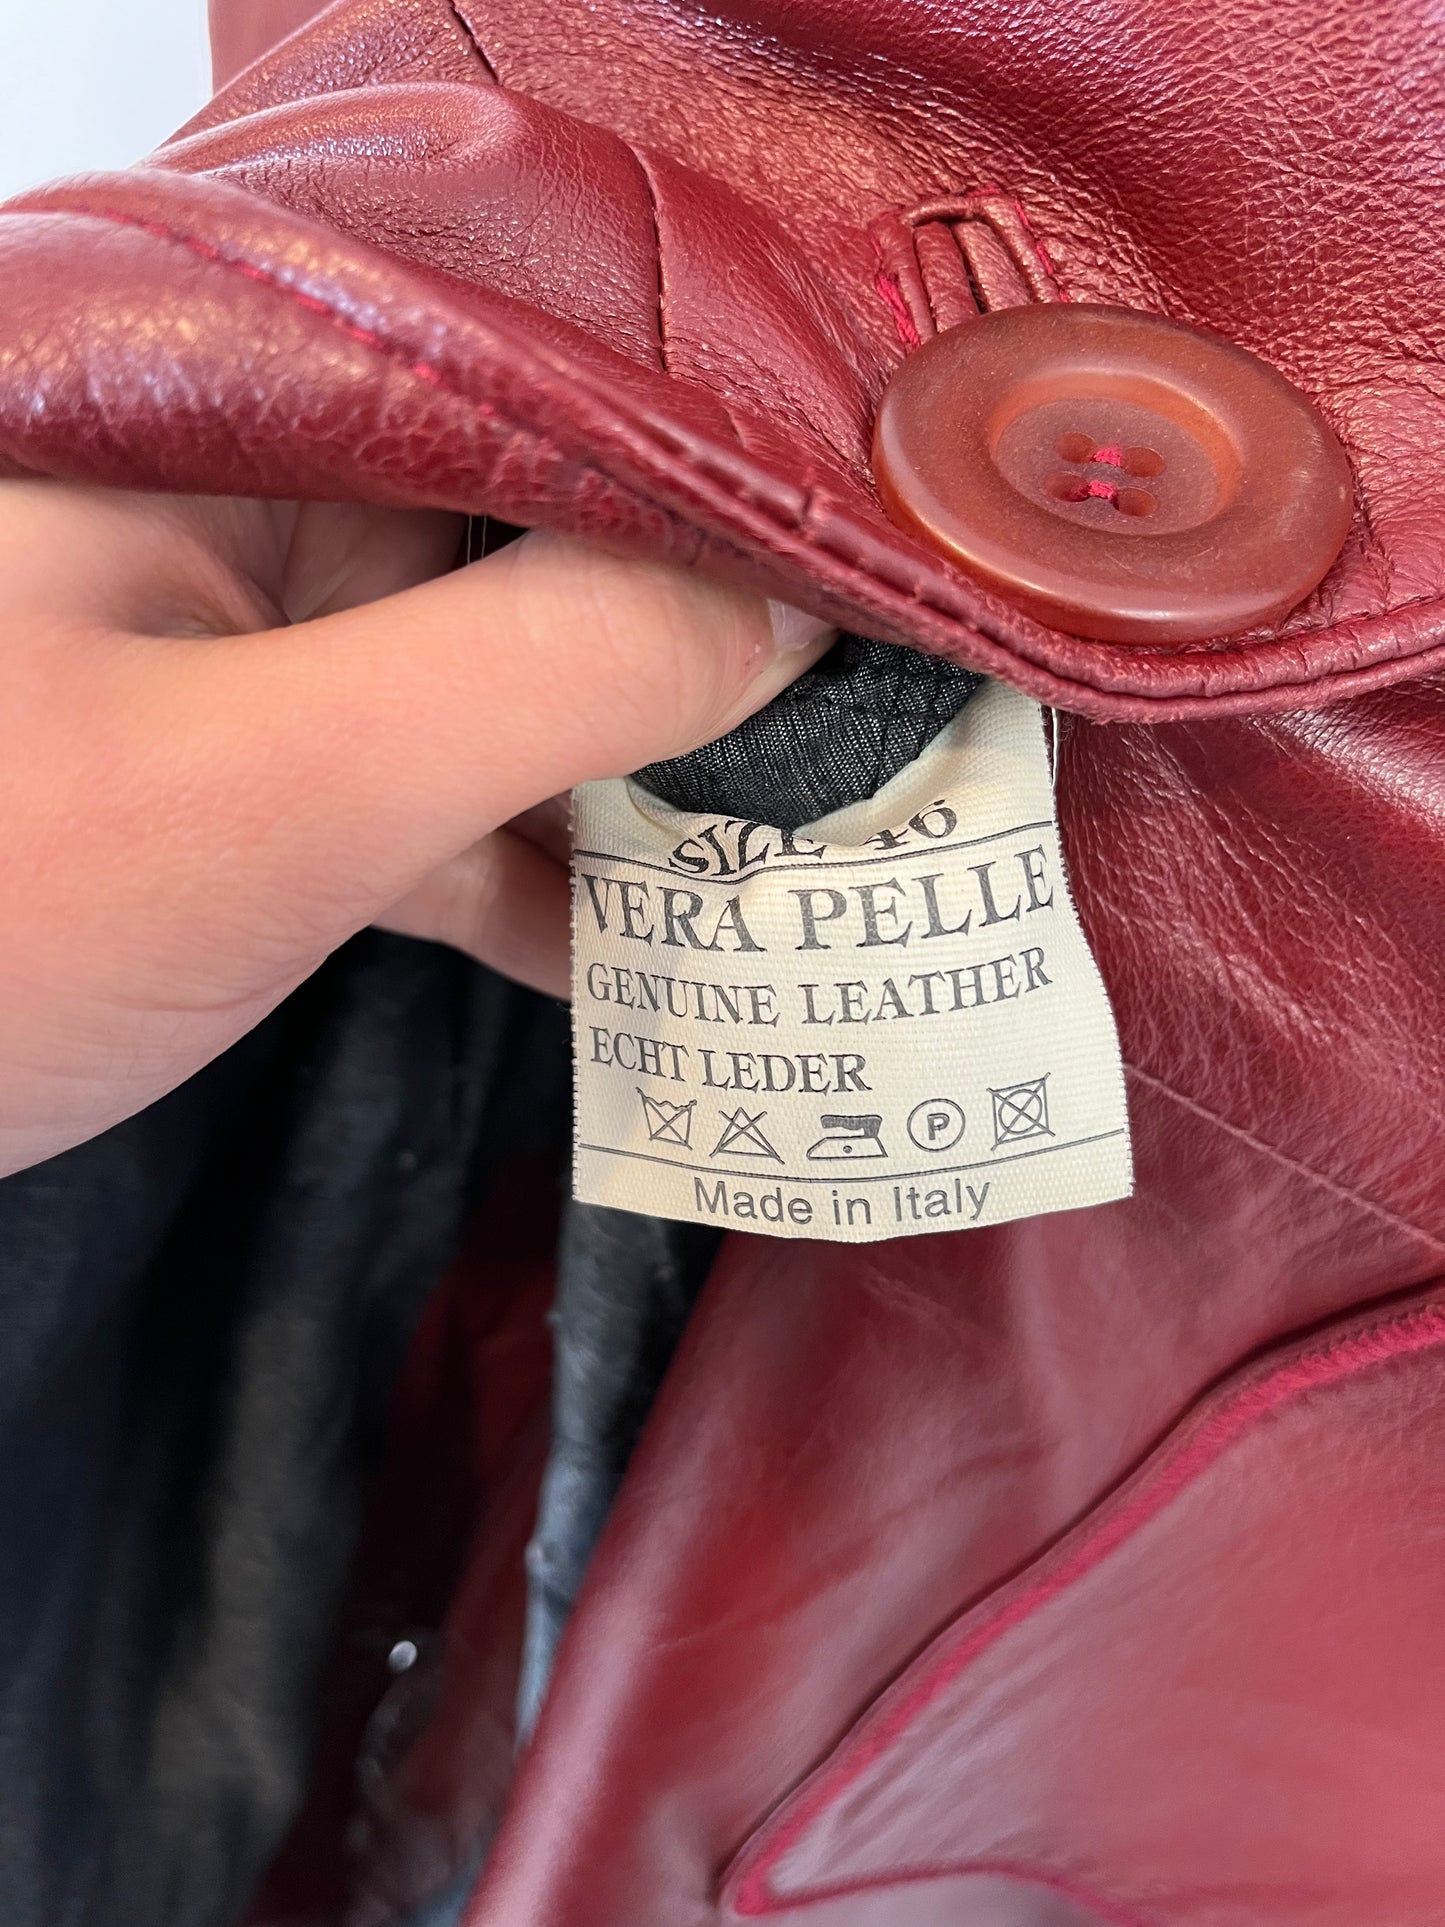 SIZE 46
VERA PELLE
GENUINE LEATHER
ECHT LEDER
P
Made in Italy